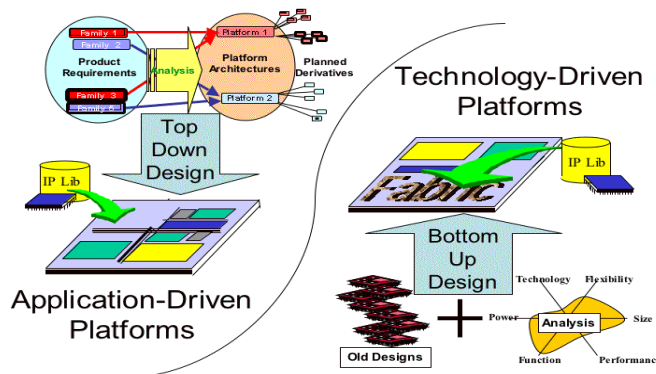 Family 1
Family 2
Product
Requirements
Family 3
Analysis
Platform 1
Platform
Architectures
Platform 2
Planned
Derivatives
Top
Down
Design
IP Lib
Application-Driven
Platforms
Technology-Driven
Platforms
IP Lib
Fabric
Bottom
Up
Design
Old Designs
Technology
Flexibility
Power
Analysis
Size
Function
Performanc